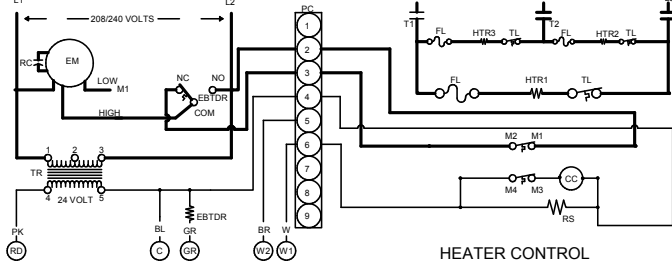 L1
L2
208/240 VOLTS
RC
EM
LOW
M1
HIGH
NC
NO
EBTDR
COM
1
2
3
TR
4
24 VOLT
5
PK
RD
BL
C
EBTDR
GR
GR
BR
W2
W
W1
PC
1
2
3
4
5
6
7
8
9
T1
FL
HTR3
TL
T2
FL
HTR2
TL
FL
HTR1
TL
M2
M1
M4
M3
CC
RS
HEATER CONTROL